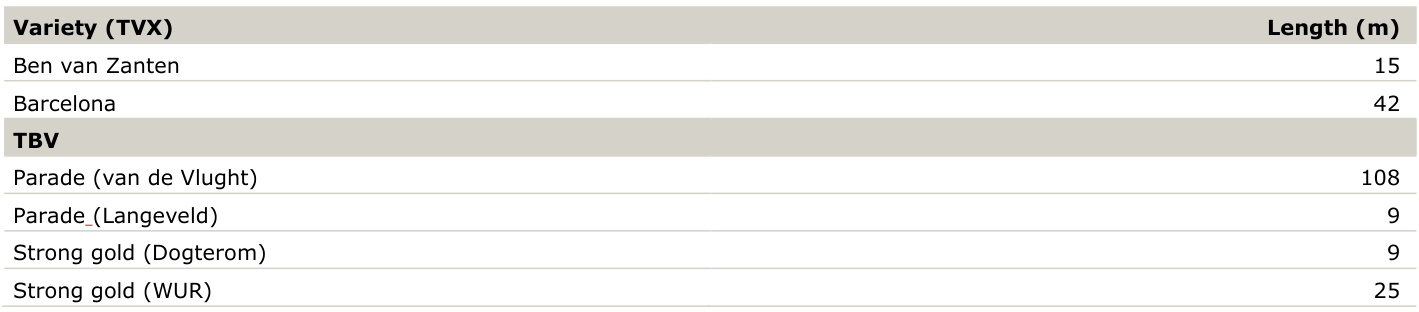 Variety (TVX) Length (m)
Ben van Zanten 15
Barcelona 42
TBV
Parade (van de Vlught) 108
Parade (Langeveld) 9
Strong gold (Dogterom) 9
Strong gold (WUR) 25